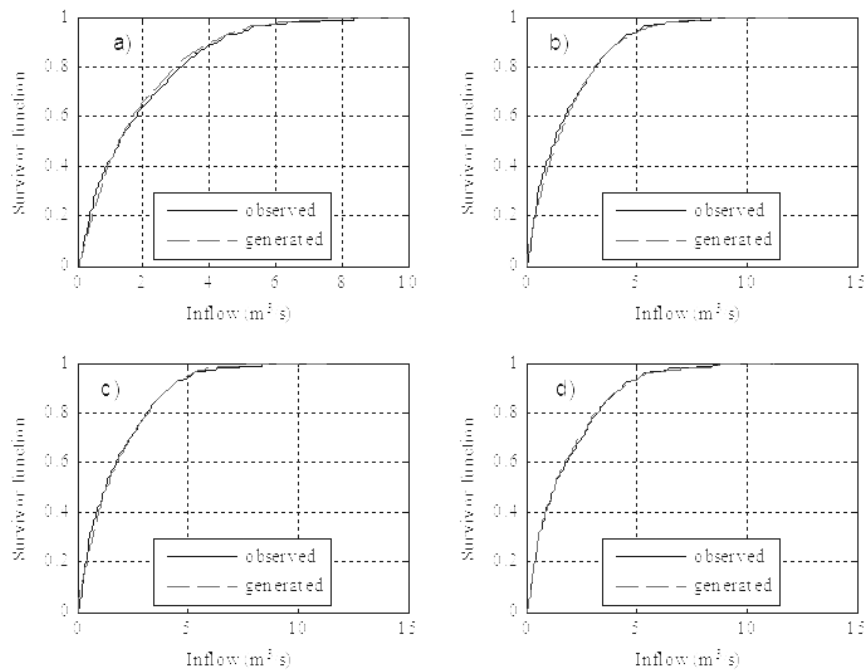 a)
Survivor function
1
0.8
0.6
0.4
0.2
0
observed
generated
0 2 4 6 8 10
Inflow (m³ s)
b)
Survivor function
1
0.8
0.6
0.4
0.2
0
observed
generated
0 5 10 15
Inflow (m³ s)
c)
Survivor function
1
0.8
0.6
0.4
0.2
0
observed
generated
0 5 10 15
Inflow (m³ s)
d)
Survivor function
1
0.8
0.6
0.4
0.2
0
observed
generated
0 5 10 15
Inflow (m³ s)